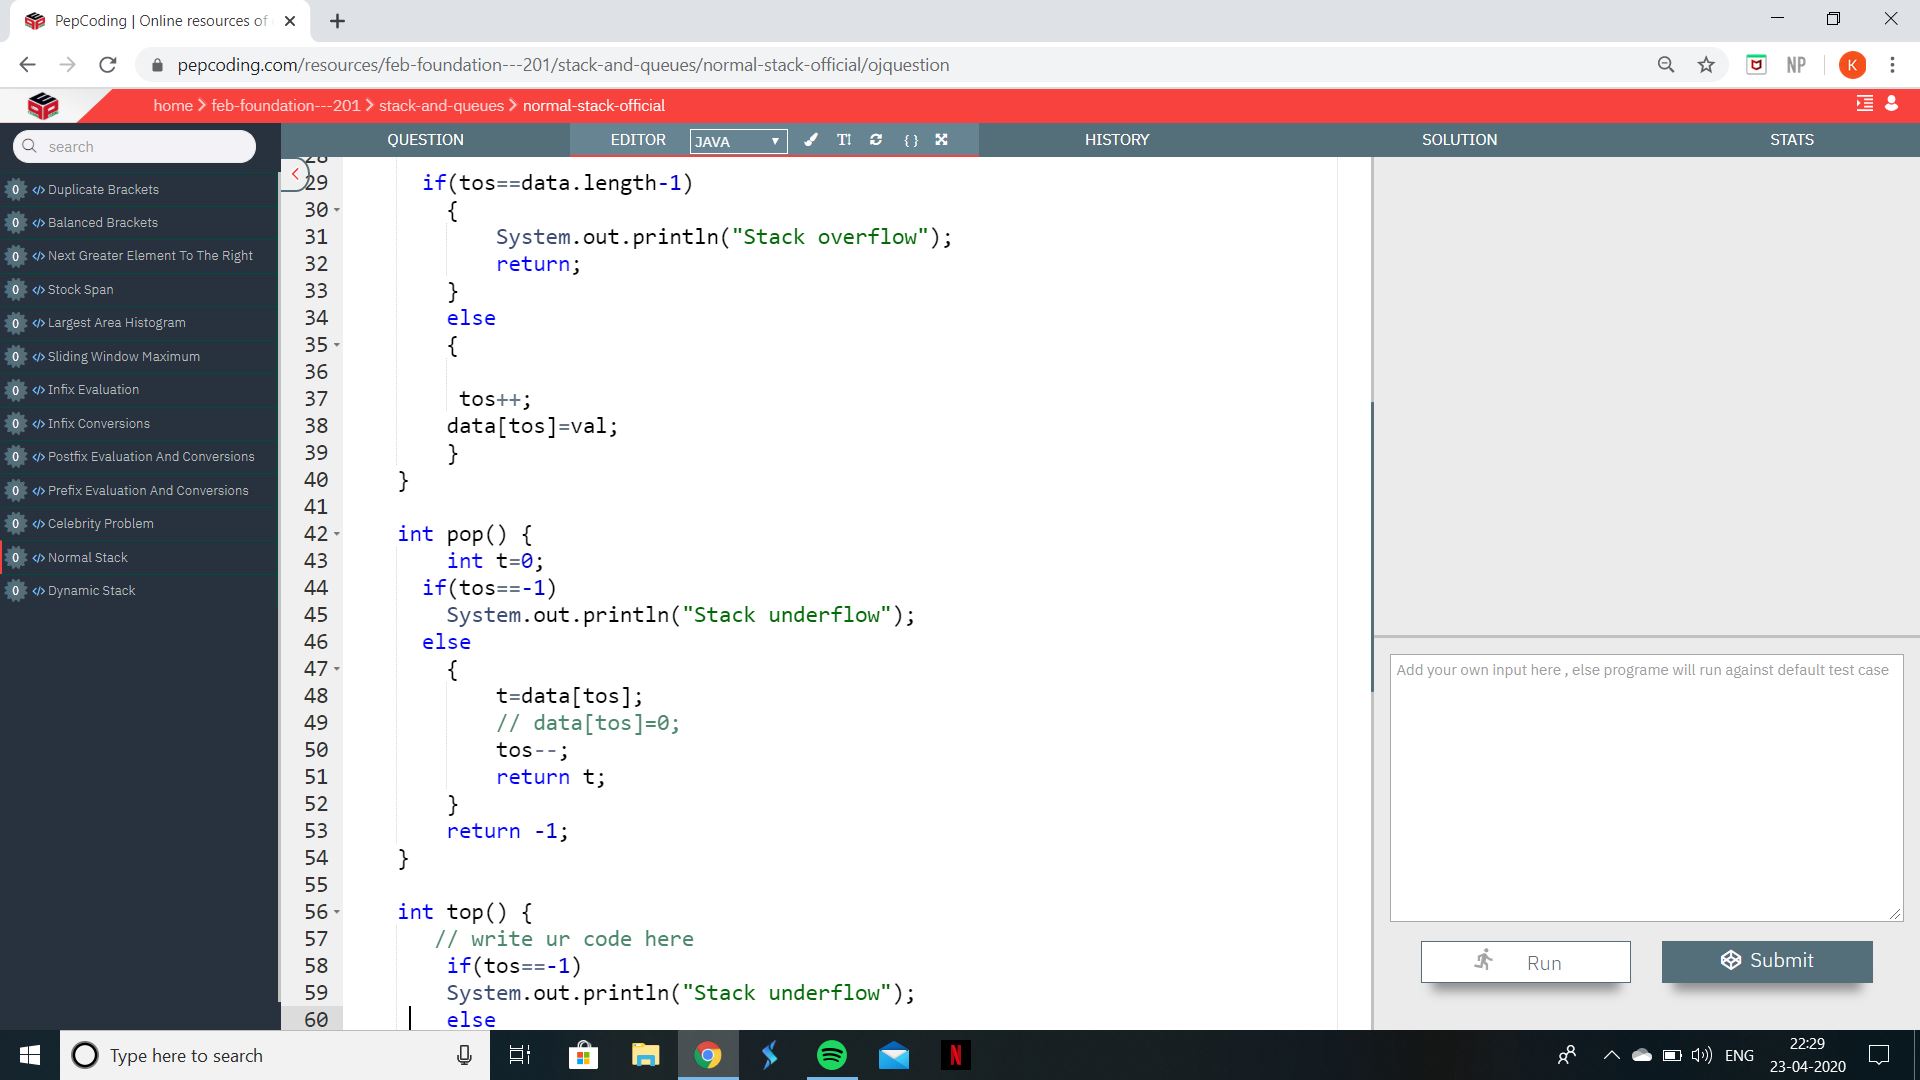 PepCoding | Online resources of
pepcoding.com/resources/feb-foundation---201/stack-and-queues/normal-stack-official/ojquestion
NP
K
home > feb-foundation---201 > stack-and-queues > normal-stack-official
search
QUESTION
EDITOR
JAVA
HISTORY
SOLUTION
STATS
0 </> Duplicate Brackets
0 </> Balanced Brackets
0 </> Next Greater Element To The Right
0 </> Stock Span
0 </> Largest Area Histogram
0 </> Sliding Window Maximum
0 </> Infix Evaluation
0 </> Infix Conversions
0 </> Postfix Evaluation And Conversions
0 </> Prefix Evaluation And Conversions
0 </> Celebrity Problem
0 </> Normal Stack
0 </> Dynamic Stack
28
29 if(tos==data.length-1)
30 {
31 System.out.println("Stack overflow");
32 return;
33 }
34 else
35 {
36
37 tos++;
38 data[tos]=val;
39 }
40 }
41
42 int pop() {
43 int t=0;
44 if(tos==-1)
45 System.out.println("Stack underflow");
46 else
47 {
48 t=data[tos];
49 // data[tos]=0;
50 tos--;
51 return t;
52 }
53 return -1;
54 }
55
56 int top() {
57 // write ur code here
58 if(tos==-1)
59 System.out.println("Stack underflow");
60 else
Add your own input here , else programe will run against default test case
Run
Submit
Type here to search
N
ENG
22:29
23-04-2020